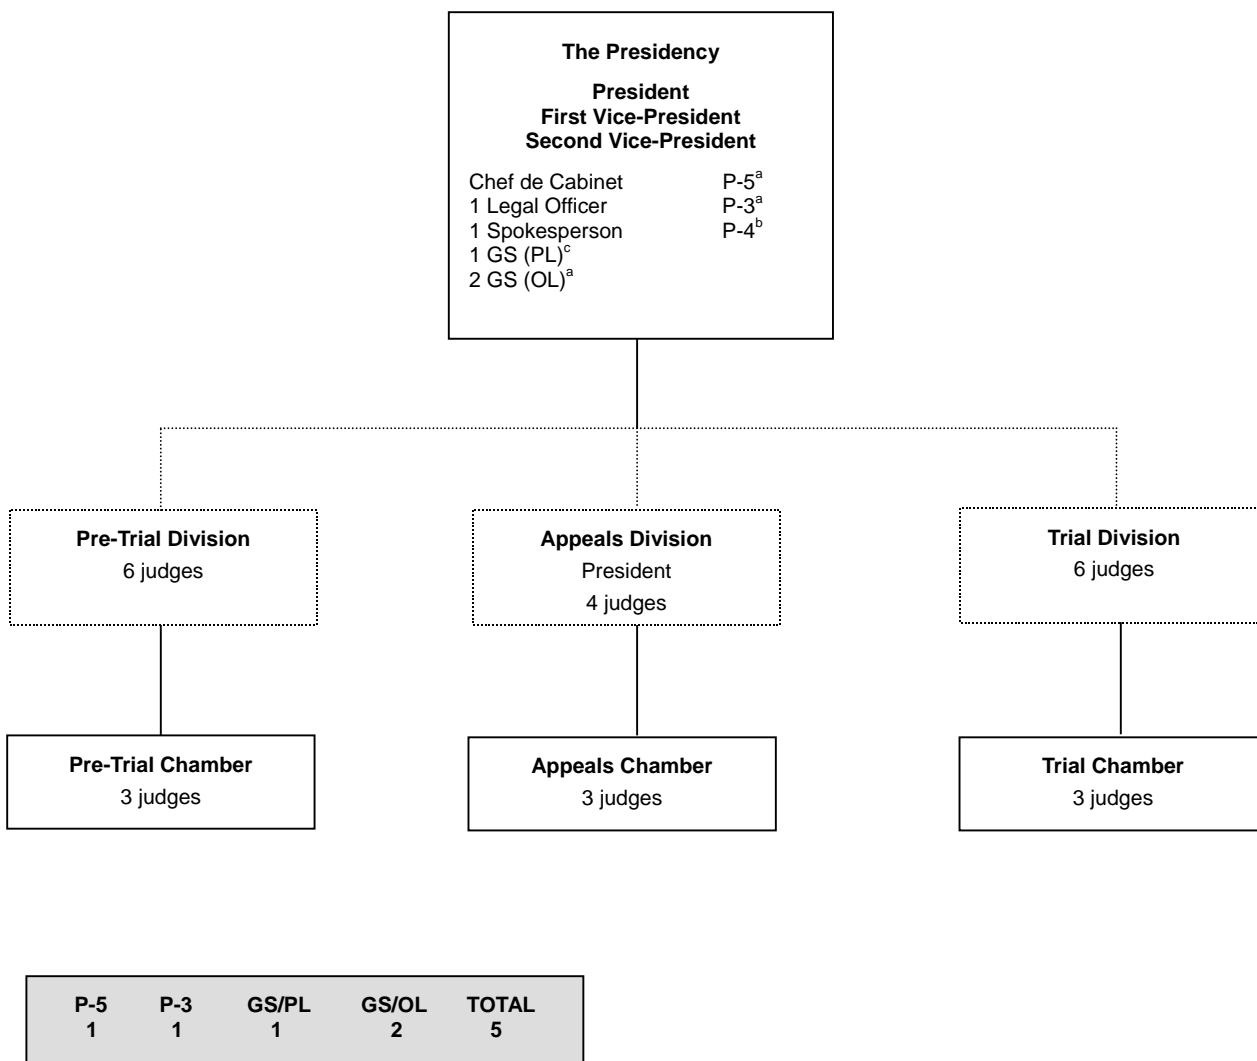 The Presidency
President
First Vice-President
Second Vice-President
Chef de Cabinet P-5ᵃ
1 Legal Officer P-3ᵃ
1 Spokesperson P-4ᵇ
1 GS (PL)ᶜ
2 GS (OL)ᵃ
Pre-Trial Division
6 judges
Appeals Division
President
4 judges
Trial Division
6 judges
Pre-Trial Chamber
3 judges
Appeals Chamber
3 judges
Trial Chamber
3 judges
P-5 P-3 GS/PL GS/OL TOTAL
1 1 1 2 5